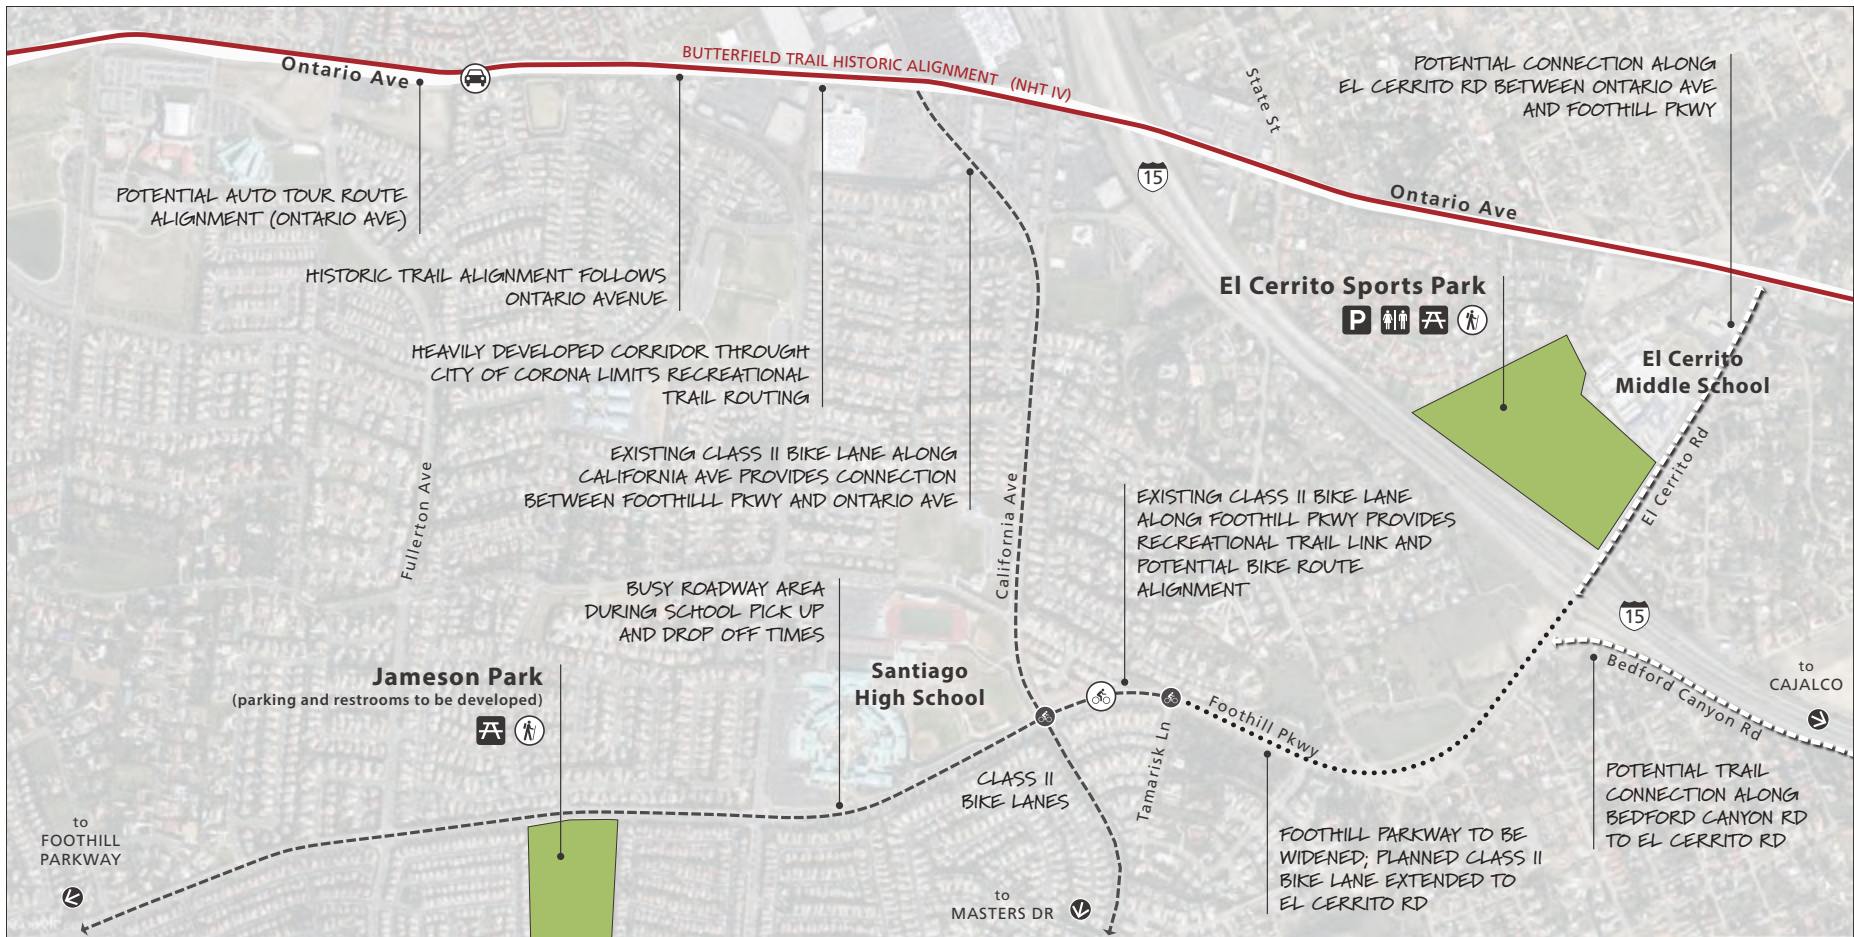 BUTTERFIELD TRAIL HISTORIC ALIGNMENT (NHT IV)
Ontario Ave
State St
POTENTIAL CONNECTION ALONG
EL CERRITO RD BETWEEN ONTARIO AVE
AND FOOTHILL PKWY
15
POTENTIAL AUTO TOUR ROUTE
ALIGNMENT (ONTARIO AVE)
Ontario Ave
HISTORIC TRAIL ALIGNMENT FOLLOWS
ONTARIO AVENUE
El Cerrito Sports Park
P
HEAVILY DEVELOPED CORRIDOR THROUGH
CITY OF CORONA LIMITS RECREATIONAL
TRAIL ROUTING
El Cerrito
Middle School
EXISTING CLASS II BIKE LANE ALONG
CALIFORNIA AVE PROVIDES CONNECTION
BETWEEN FOOTHILLL PKWY AND ONTARIO AVE
Fullerton Ave
California Ave
El Cerrito Rd
EXISTING CLASS II BIKE LANE
ALONG FOOTHILL PKWY PROVIDES
RECREATIONAL TRAIL LINK AND
POTENTIAL BIKE ROUTE
ALIGNMENT
BUSY ROADWAY AREA
DURING SCHOOL PICK UP
AND DROP OFF TIMES
15
Jameson Park
(parking and restrooms to be developed)
Santiago
High School
Bedford Canyon Rd
to
CAJALCO
Foothill Pkwy
Tamarisk Ln
CLASS II
BIKE LANES
POTENTIAL TRAIL
CONNECTION ALONG
BEDFORD CANYON RD
TO EL CERRITO RD
to
FOOTHILL
PARKWAY
FOOTHILL PARKWAY TO BE
WIDENED; PLANNED CLASS II
BIKE LANE EXTENDED TO
EL CERRITO RD
to
MASTERS DR